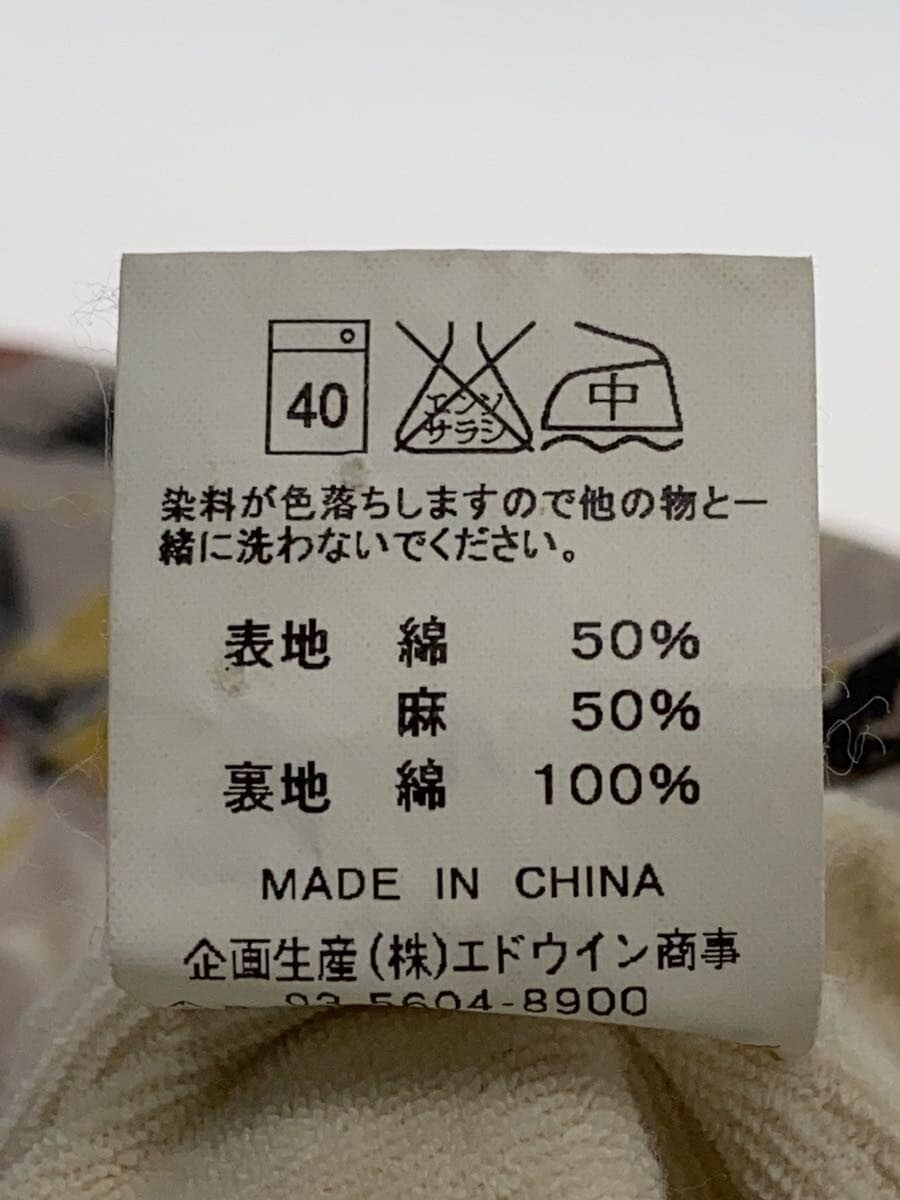 40
エンソ
サラシ
中
染料が色落ちしますので他の物と一
緒に洗わないでください。
表地 綿 50%
麻 50%
裏地 綿 100%
MADE IN CHINA
企画生産(株)エドウイン商事
03-5604-8900